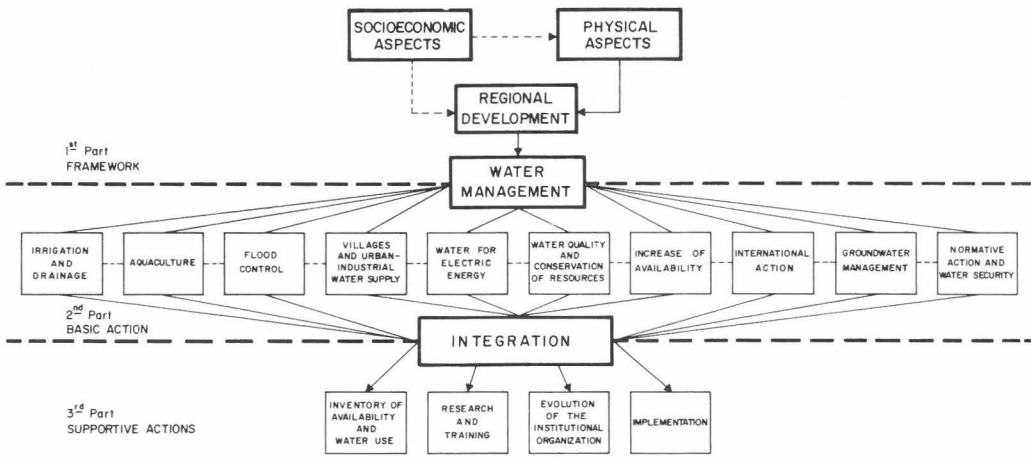 SOCIOECONOMIC
ASPECTS
PHYSICAL
ASPECTS
REGIONAL
DEVELOPMENT
1st Part
FRAMEWORK
WATER
MANAGEMENT
IRRIGATION
AND
DRAINAGE
AQUACULTURE
FLOOD
CONTROL
VILLAGES
AND URBAN-
INDUSTRIAL
WATER SUPPLY
WATER FOR
ELECTRIC
ENERGY
WATER QUALITY
AND
CONSERVATION
OF RESOURCES
INCREASE OF
AVAILABILITY
INTERNATIONAL
ACTION
GROUNDWATER
MANAGEMENT
NORMATIVE
ACTION AND
WATER SECURITY
2nd Part
BASIC ACTION
INTEGRATION
3rd Part
SUPPORTIVE ACTIONS
INVENTORY OF
AVAILABILITY
AND
WATER USE
RESEARCH
AND
TRAINING
EVOLUTION
OF THE
INSTITUTIONAL
ORGANIZATION
IMPLEMENTATION